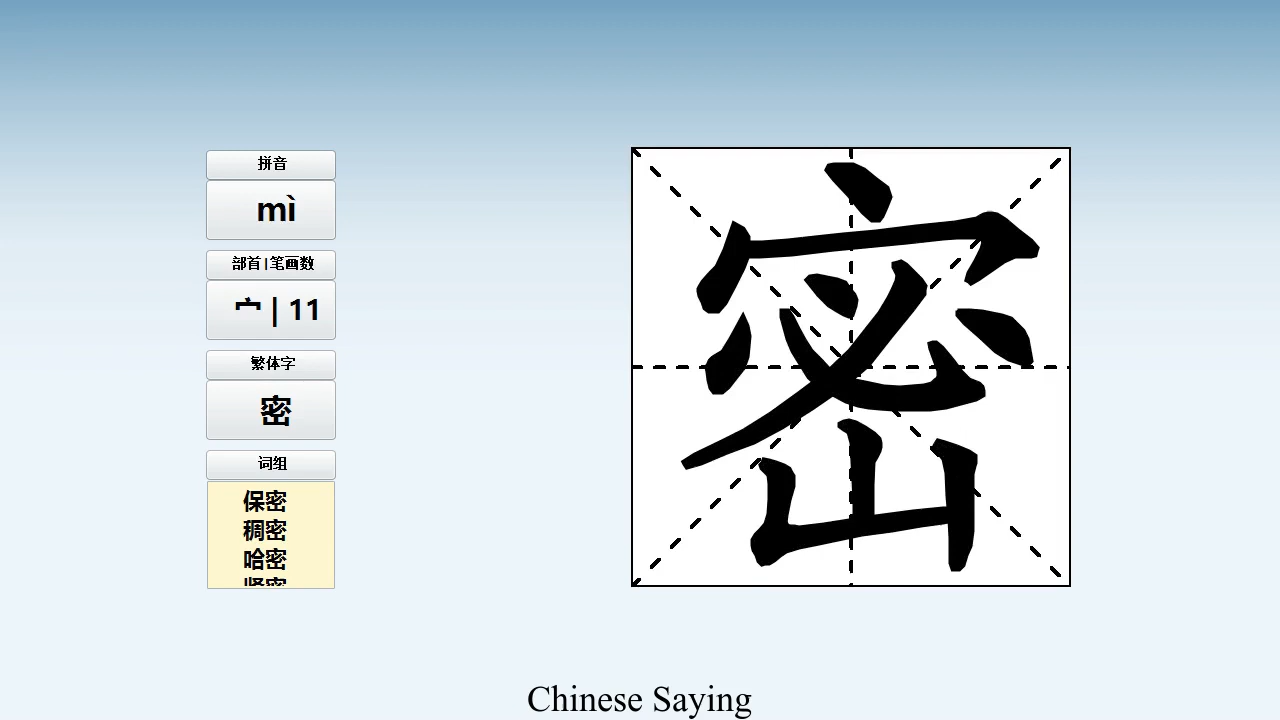 拼音
mì
部首|笔画数
宀 | 11
繁体字
密
词组
保密
稠密
哈密
密
Chinese Saying